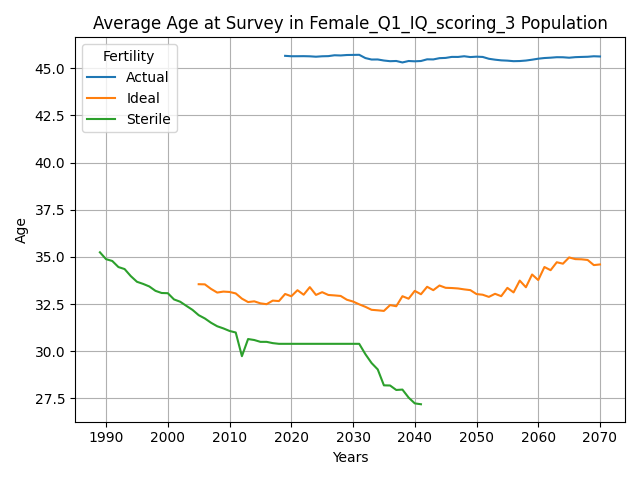 Average Age at Survey in Female_Q1_IQ_scoring_3 Population
Fertility
Actual
Ideal
Sterile
45.0
42.5
40.0
37.5
35.0
32.5
30.0
27.5
Age
1990 2000 2010 2020 2030 2040 2050 2060 2070
Years